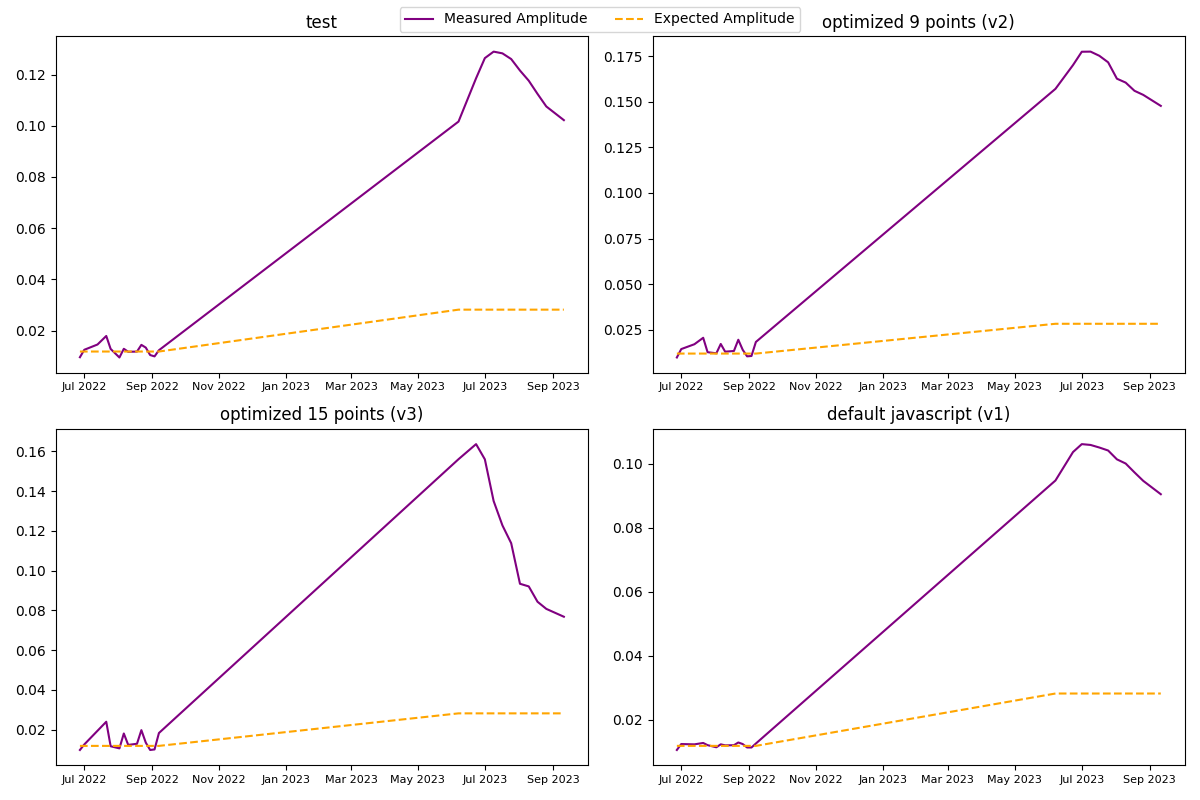 Measured Amplitude Expected Amplitude
test
0.12
0.10
0.08
0.06
0.04
0.02
Jul 2022 Sep 2022 Nov 2022 Jan 2023 Mar 2023 May 2023 Jul 2023 Sep 2023
optimized 9 points (v2)
0.175
0.150
0.125
0.100
0.075
0.050
0.025
Jul 2022 Sep 2022 Nov 2022 Jan 2023 Mar 2023 May 2023 Jul 2023 Sep 2023
optimized 15 points (v3)
0.16
0.14
0.12
0.10
0.08
0.06
0.04
0.02
Jul 2022 Sep 2022 Nov 2022 Jan 2023 Mar 2023 May 2023 Jul 2023 Sep 2023
default javascript (v1)
0.10
0.08
0.06
0.04
0.02
Jul 2022 Sep 2022 Nov 2022 Jan 2023 Mar 2023 May 2023 Jul 2023 Sep 2023